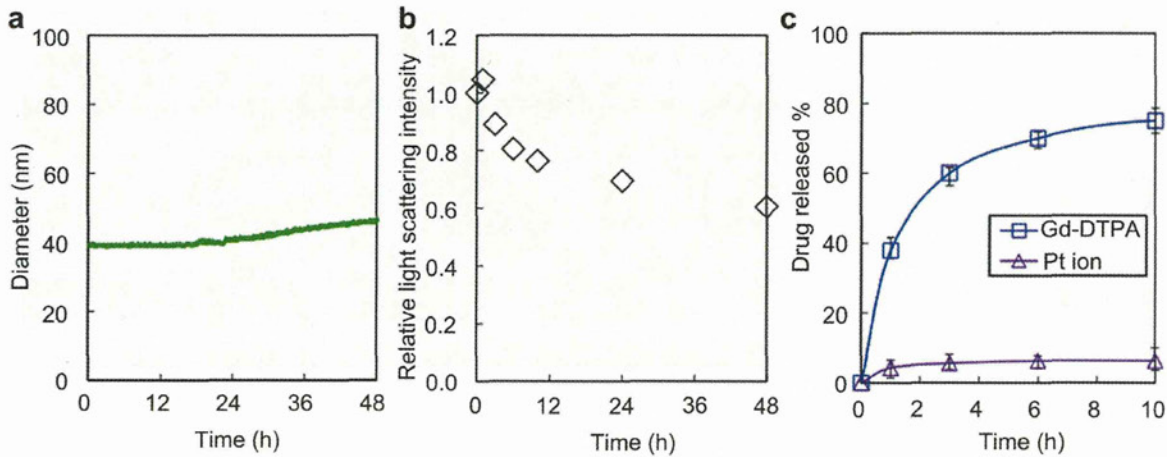 a
100
80
60
40
20
0
Diameter (nm)
0 12 24 36 48
Time (h)
b
1.2
1.0
0.8
0.6
0.4
0.2
0.0
Relative light scattering intensity
0 12 24 36 48
Time (h)
c
100
80
60
40
20
0
Drug released %
Gd-DTPA
Pt ion
0 2 4 6 8 10
Time (h)